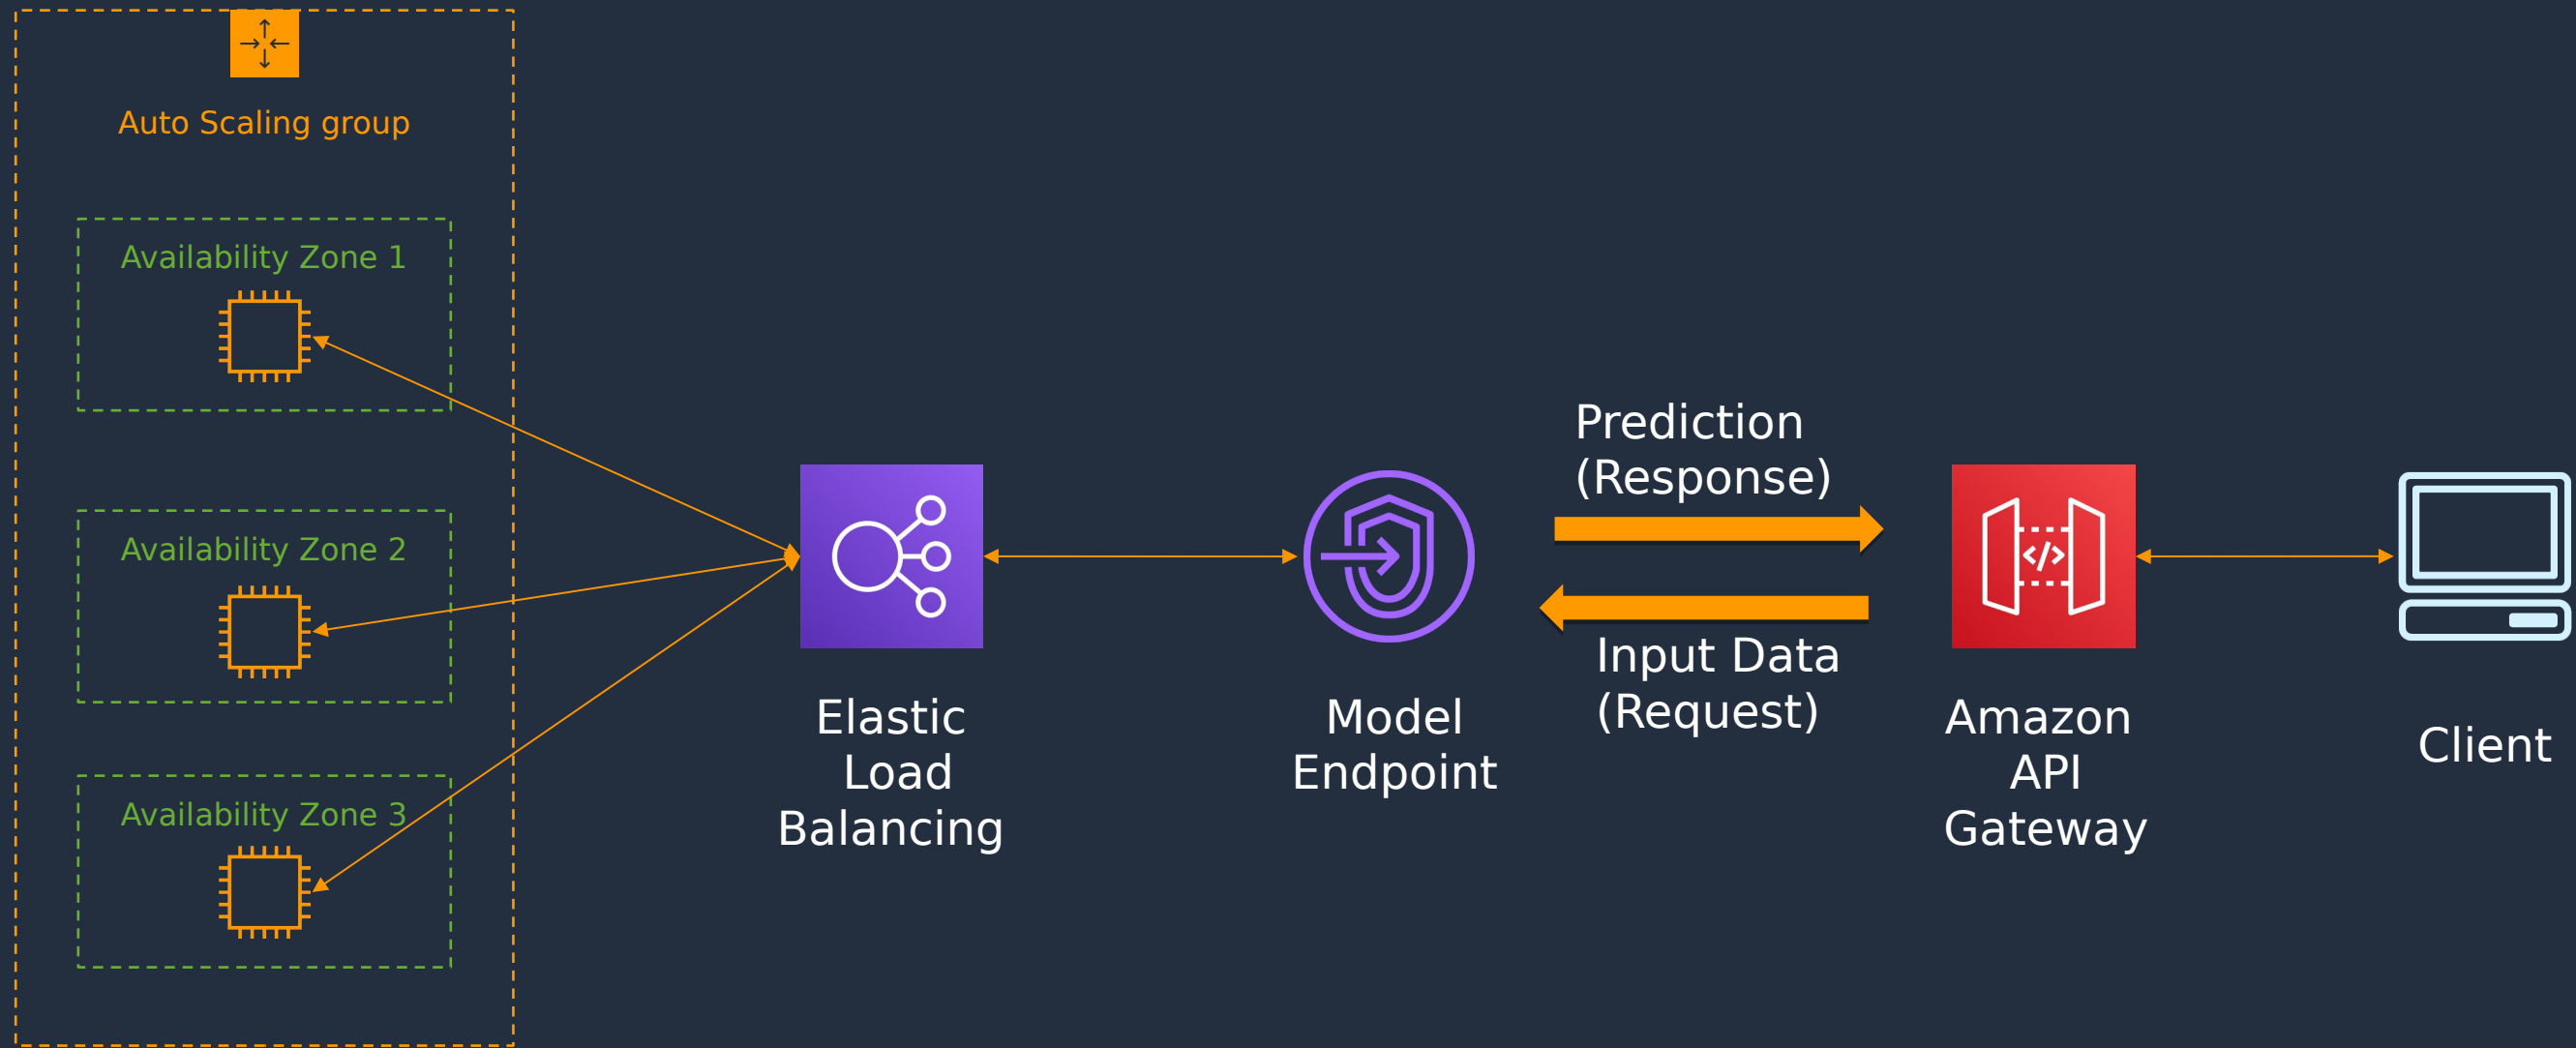 Auto Scaling group
Availability Zone 1
Availability Zone 2
Availability Zone 3
Elastic
Load
Balancing
Model
Endpoint
Prediction
(Response)
Input Data
(Request)
Amazon
API
Gateway
Client